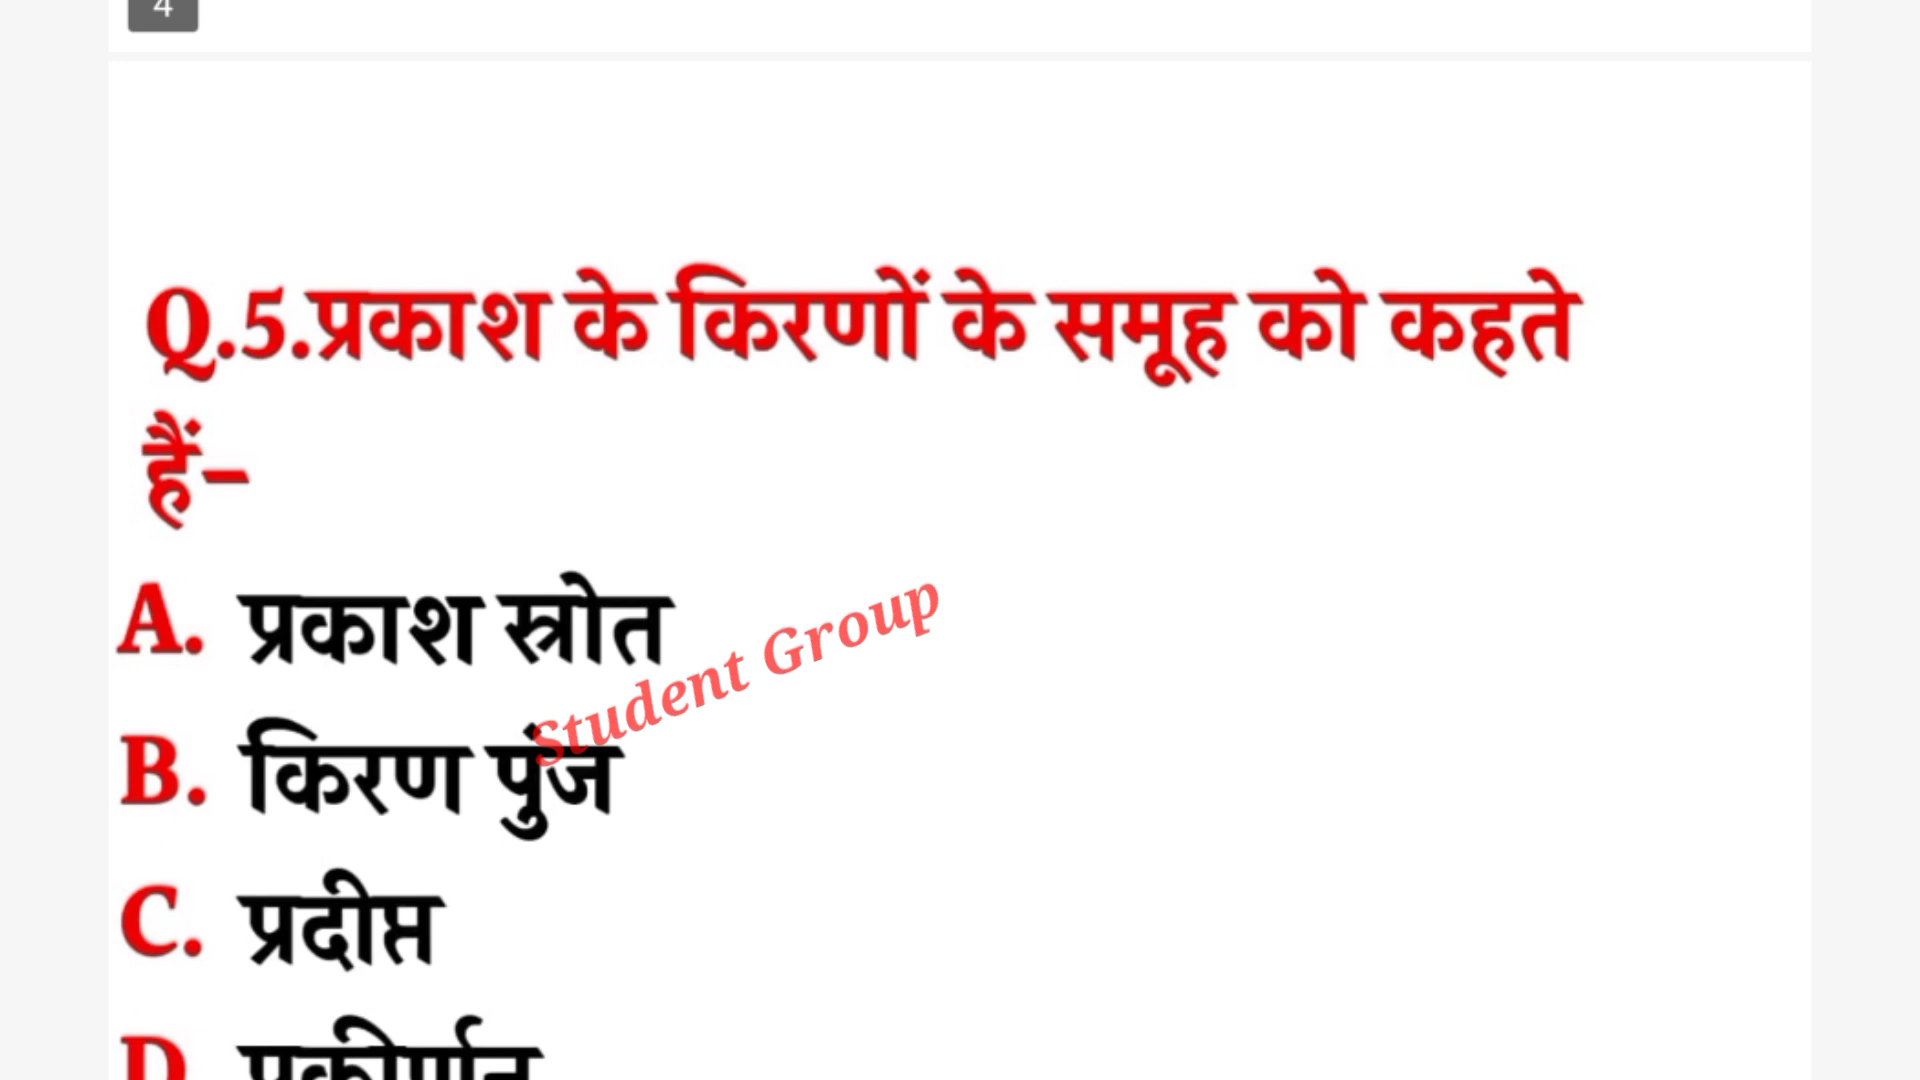 4
Q.5.प्रकाश के किरणों के समूह को कहते
हैं–
A. प्रकाश स्रोत
Student Group
B. किरण पुंज
C. प्रदीप्त
D